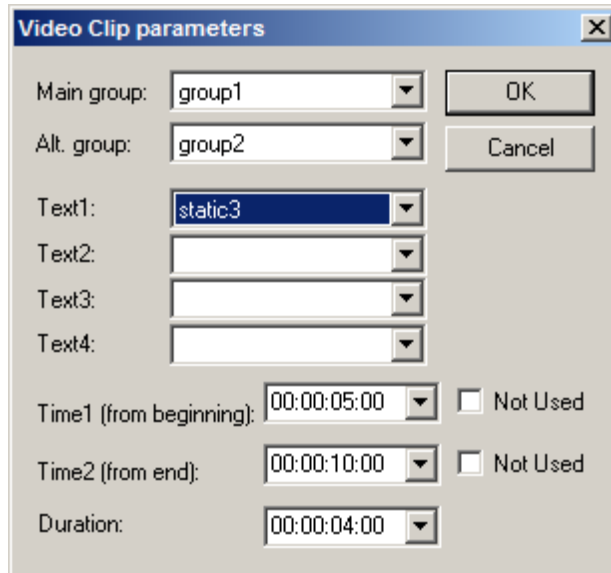 Video Clip parameters
Main group: group1 OK
Alt. group: group2 Cancel
Text1: static3
Text2:
Text3:
Text4:
Time1 (from beginning): 00:00:05:00 Not Used
Time2 (from end): 00:00:10:00 Not Used
Duration: 00:00:04:00